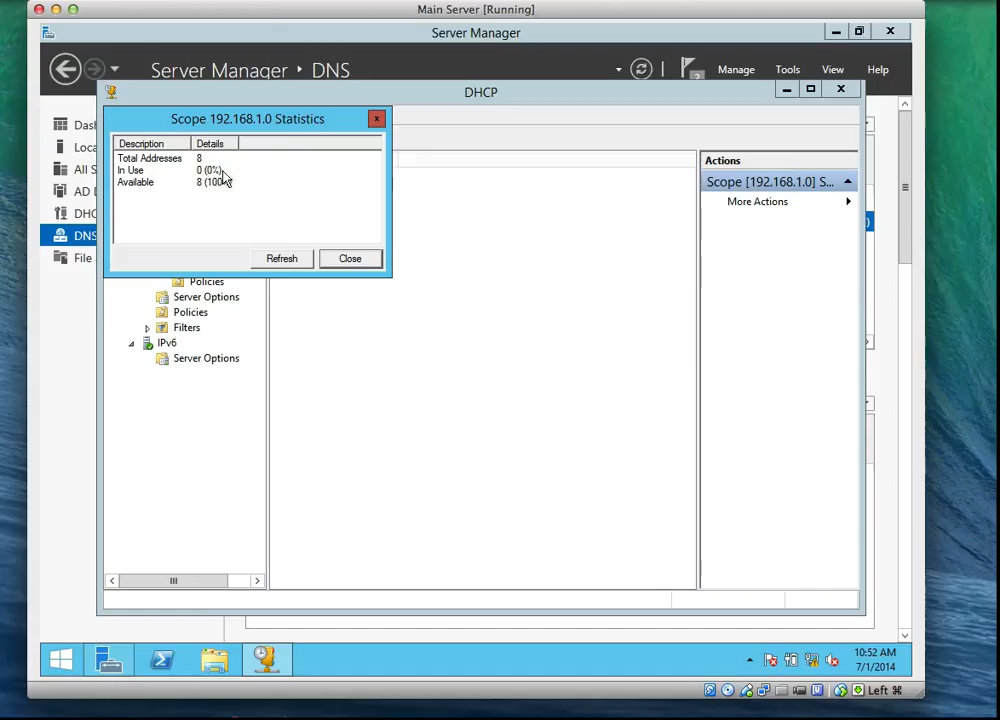 Main Server [Running]
Server Manager
Server Manager • DNS
Manage
Tools
View
Help
DHCP
Scope 192.168.1.0 Statistics
x
Description Details
Total Addresses 8
In Use 0 (0%)
Available 8 (100
Refresh
Close
Actions
Scope [192.168.1.0] S...
More Actions
Das
Loca
All S
AD
DHC
DNS
File
Policies
Server Options
Policies
Filters
IPv6
Server Options
10:52 AM
7/1/2014
Left ⌘